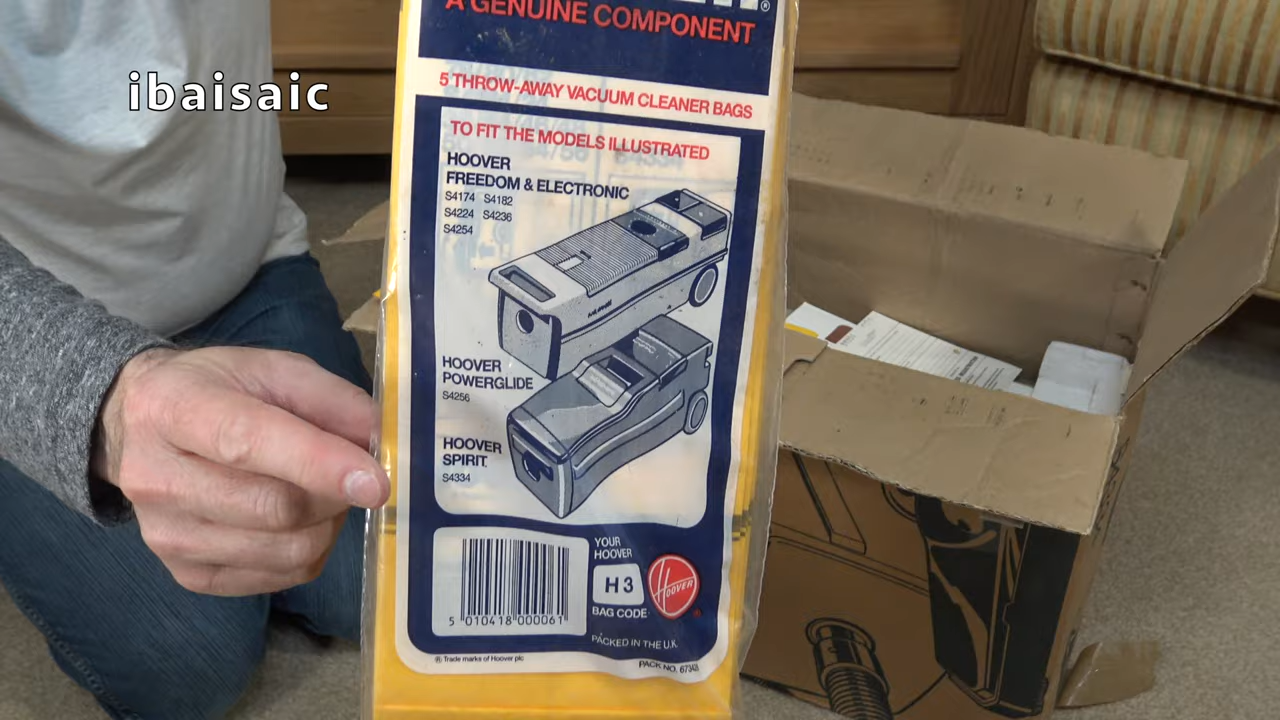 ibaisaic
A GENUINE COMPONENT
5 THROW-AWAY VACUUM CLEANER BAGS
TO FIT THE MODELS ILLUSTRATED
HOOVER
FREEDOM & ELECTRONIC
S4174 S4182
S4224 S4236
S4254
HOOVER
POWERGLIDE
S4256
HOOVER
SPIRIT
S4334
YOUR
HOOVER
H3
BAG CODE
HOOVER
5 010418 000061
PACKED IN THE U.K.
® Trade marks of Hoover plc
PACK NO.